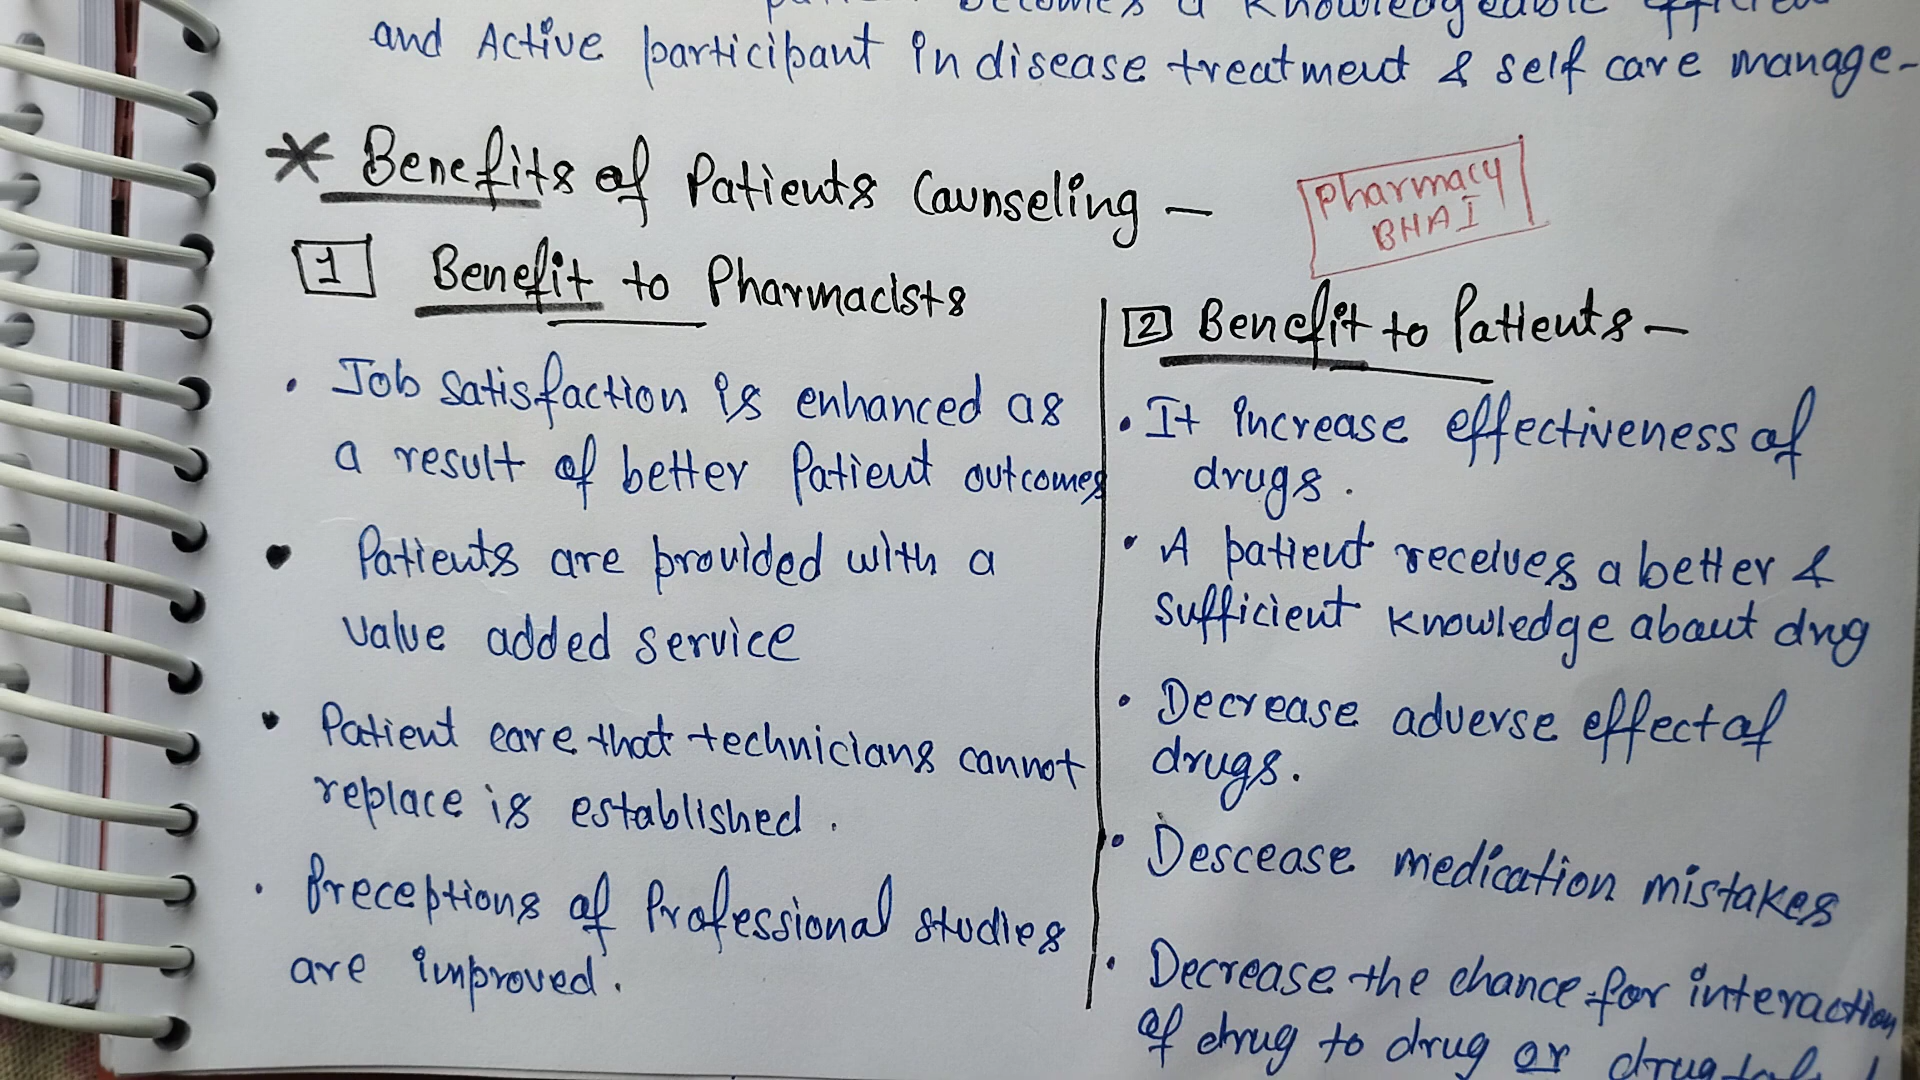 becomes a knowledgeable
and Active participant in disease treatment & self care manage-
* Benefits of Patients Counseling —
Pharmacy
BHAI
1 Benefit to Pharmacists
• Job satisfaction is enhanced as
a result of better Patient outcomes
• Patients are provided with a
value added service
• Patient care that technicians cannot
replace is established.
• Preceptions of Professional studies
are improved.
2 Benefit to Patients —
• It increase effectiveness of
drugs.
• A patient receives a better &
sufficient knowledge about drug
• Decrease adverse effect of
drugs.
• Descease medication mistakes
• Decrease the chance for interaction
of drug to drug or drug to